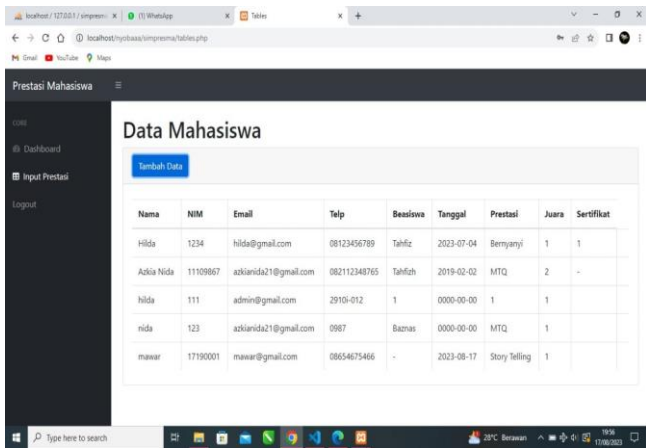 localhost / 127.0.0.1 / simpresm
(1) WhatsApp
Tables
localhost/nyobaaa/simpresma/tables.php
Gmail YouTube Maps
Prestasi Mahasiswa
CORE
Dashboard
Input Prestasi
Logout
Data Mahasiswa
Tambah Data
Nama NIM Email Telp Beasiswa Tanggal Prestasi Juara Sertifikat
Hilda 1234 hilda@gmail.com 08123456789 Tahfiz 2023-07-04 Bernyanyi 1 1
Azkia Nida 11109867 azkianida21@gmail.com 082112348765 Tahfizh 2019-02-02 MTQ 2 -
hilda 111 admin@gmail.com 2910i-012 1 0000-00-00 1 1
nida 123 azkianida21@gmail.com 0987 Baznas 0000-00-00 MTQ 1
mawar 17190001 mawar@gmail.com 08654675466 - 2023-08-17 Story Telling 1
Type here to search
28°C Berawan
19:56
17/08/2023